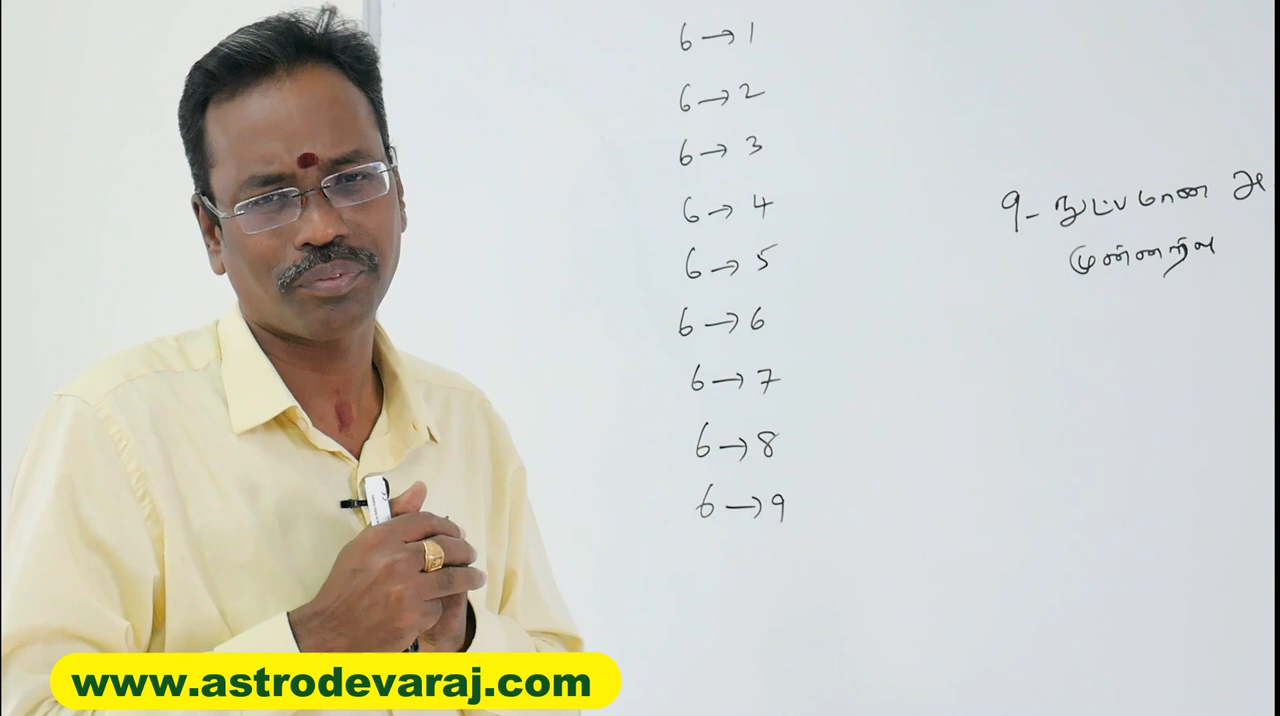 6 → 1
6 → 2
6 → 3
6 → 4
6 → 5
6 → 6
6 → 7
6 → 8
6 → 9
9 - நுட்பமான அ
www.astrodevaraj.com